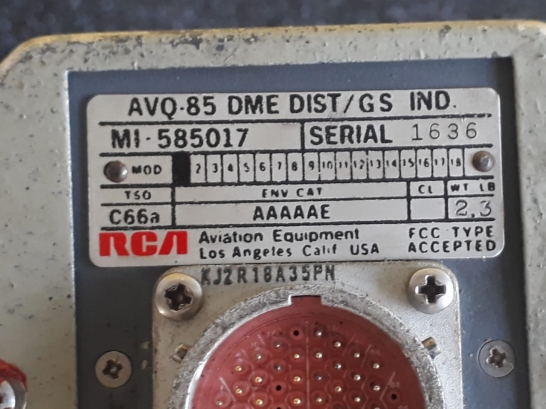 AVQ-85 DME DIST/GS IND.
MI-585017 SERIAL 1636
MOD 2 3 4 5 6 7 8 9 10 11 12 13 14 15 16 17 18
TSO ENV CAT CL WT LB
C66a AAAAAE 2.3
RCA Aviation Equipment FCC TYPE
Los Angeles Calif USA ACCEPTED
KJ2R18A35PN